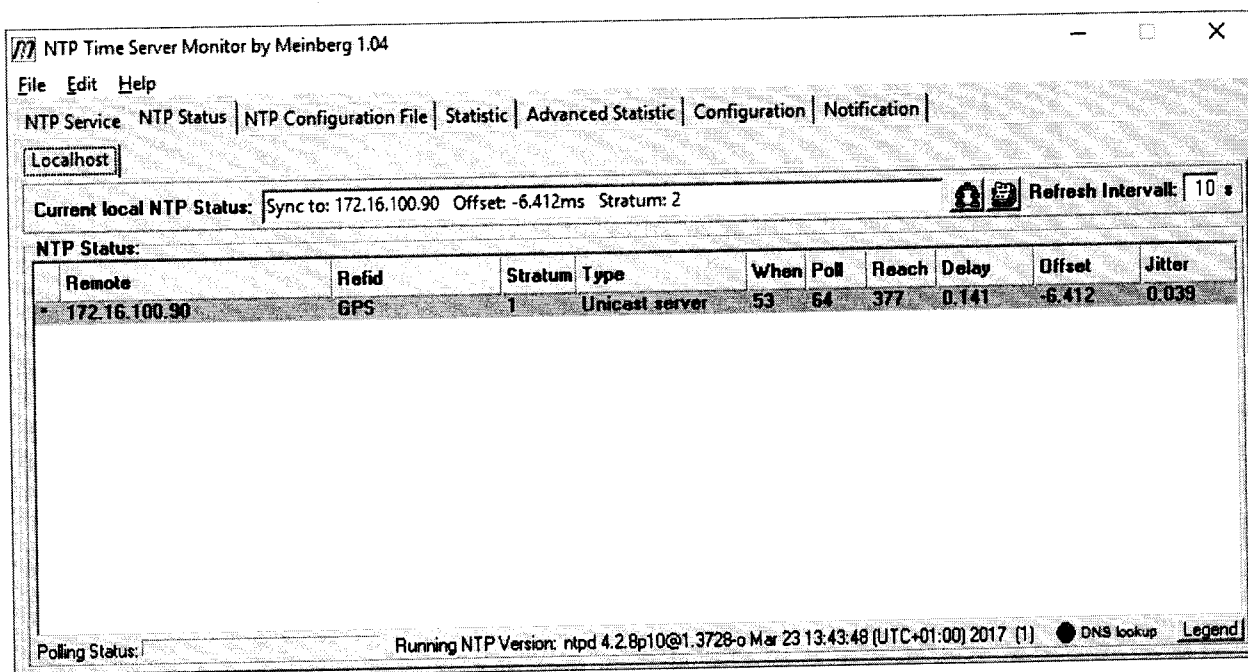 NTP Time Server Monitor by Meinberg 1.04
File Edit Help
NTP Service NTP Status NTP Configuration File Statistic Advanced Statistic Configuration Notification
Localhost
Current local NTP Status: Sync to: 172.16.100.90 Offset: -6.412ms Stratum: 2 Refresh Intervall: 10 s
NTP Status:
Remote Refid Stratum Type When Poll Reach Delay Offset Jitter
* 172.16.100.90 GPS 1 Unicast server 53 64 377 0.141 -6.412 0.039
Polling Status: Running NTP Version: ntpd 4.2.8p10@1.3728-o Mar 23 13:43:48 (UTC+01:00) 2017 (1) DNS lookup Legend